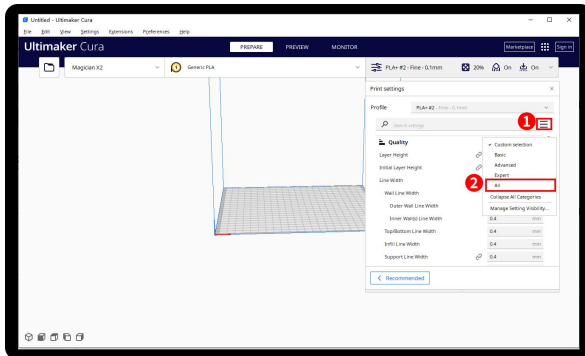 Untitled - Ultimaker Cura
File Edit View Settings Extensions Preferences Help
Ultimaker Cura PREPARE PREVIEW MONITOR Marketplace Sign in
Magician X2 1 Generic PLA PLA+ #2 - Fine - 0.1mm 20% On On
Print settings
Profile PLA+ #2 - Fine - 0.1mm
Search settings 1
Quality
Layer Height
Initial Layer Height
Line Width
Wall Line Width
Outer Wall Line Width
Inner Wall(s) Line Width 0.4 mm
Top/Bottom Line Width 0.4 mm
Infill Line Width 0.4 mm
Support Line Width 0.4 mm
Custom selection
Basic
Advanced
Expert
2 All
Collapse All Categories
Manage Setting Visibility...
Recommended